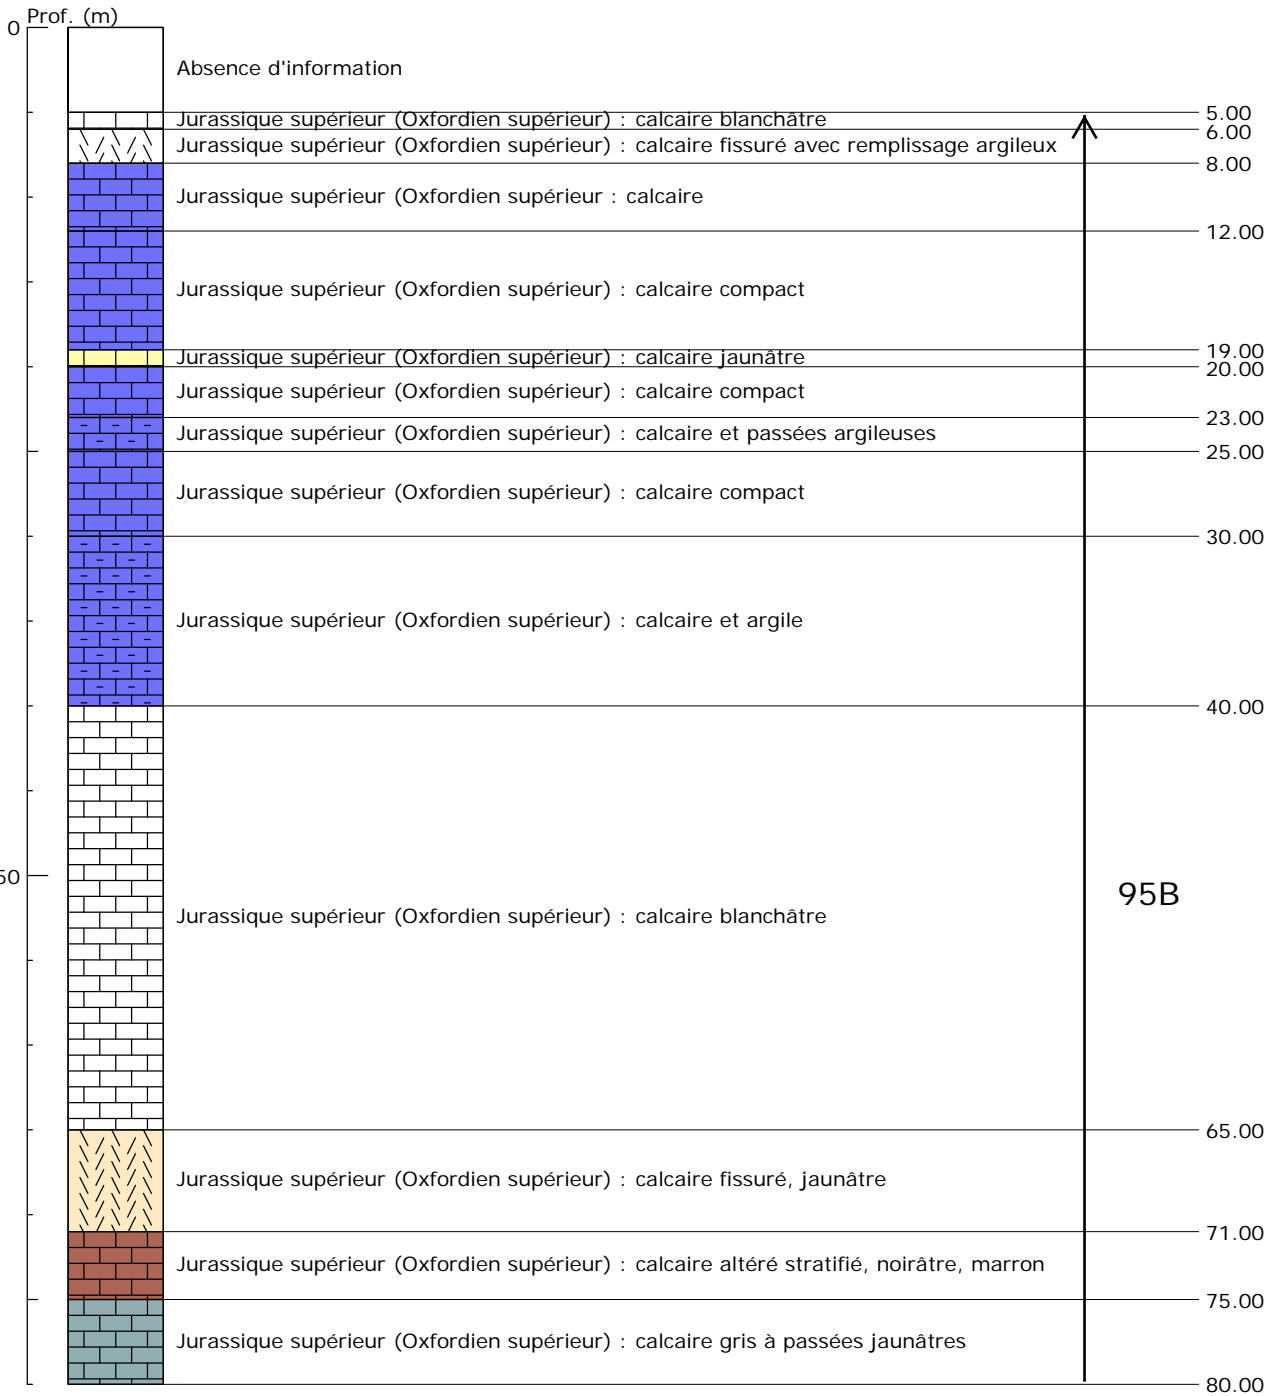 Prof. (m)
0
Absence d'information
5.00
Jurassique supérieur (Oxfordien supérieur) : calcaire blanchâtre
6.00
Jurassique supérieur (Oxfordien supérieur) : calcaire fissuré avec remplissage argileux
8.00
Jurassique supérieur (Oxfordien supérieur : calcaire
12.00
Jurassique supérieur (Oxfordien supérieur) : calcaire compact
19.00
Jurassique supérieur (Oxfordien supérieur) : calcaire jaunâtre
20.00
Jurassique supérieur (Oxfordien supérieur) : calcaire compact
23.00
Jurassique supérieur (Oxfordien supérieur) : calcaire et passées argileuses
25.00
Jurassique supérieur (Oxfordien supérieur) : calcaire compact
30.00
Jurassique supérieur (Oxfordien supérieur) : calcaire et argile
40.00
50
95B
Jurassique supérieur (Oxfordien supérieur) : calcaire blanchâtre
65.00
Jurassique supérieur (Oxfordien supérieur) : calcaire fissuré, jaunâtre
71.00
Jurassique supérieur (Oxfordien supérieur) : calcaire altéré stratifié, noirâtre, marron
75.00
Jurassique supérieur (Oxfordien supérieur) : calcaire gris à passées jaunâtres
80.00